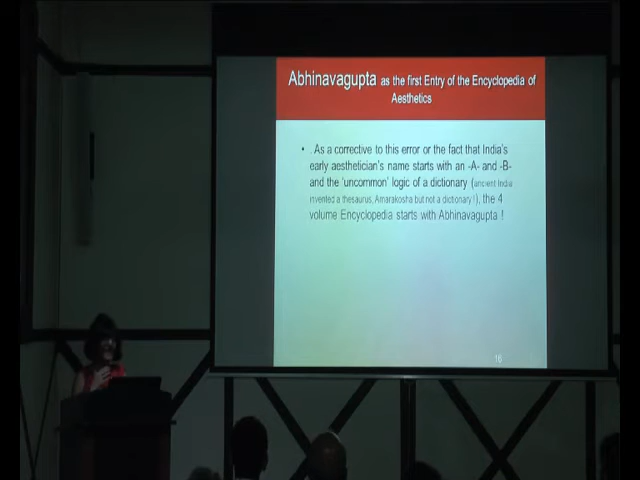 Abhinavagupta as the first Entry of the Encyclopedia of
Aesthetics
• . As a corrective to this error or the fact that India's
early aesthetician's name starts with an -A- and -B-
and the 'uncommon' logic of a dictionary (ancient India
invented a thesaurus, Amarakosha but not a dictionary!), the 4
volume Encyclopedia starts with Abhinavagupta !
16